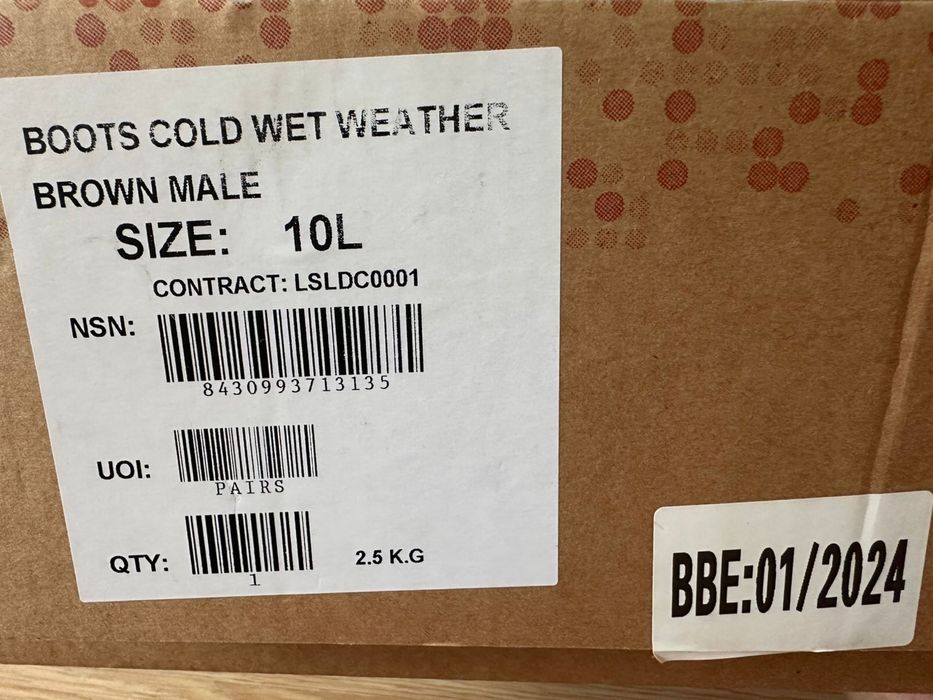 BOOTS COLD WET WEATHER
BROWN MALE
SIZE: 10L
CONTRACT: LSLDC0001
NSN:
8430993713135
UOI:
PAIRS
QTY:
1
2.5 K.G
BBE:01/2024